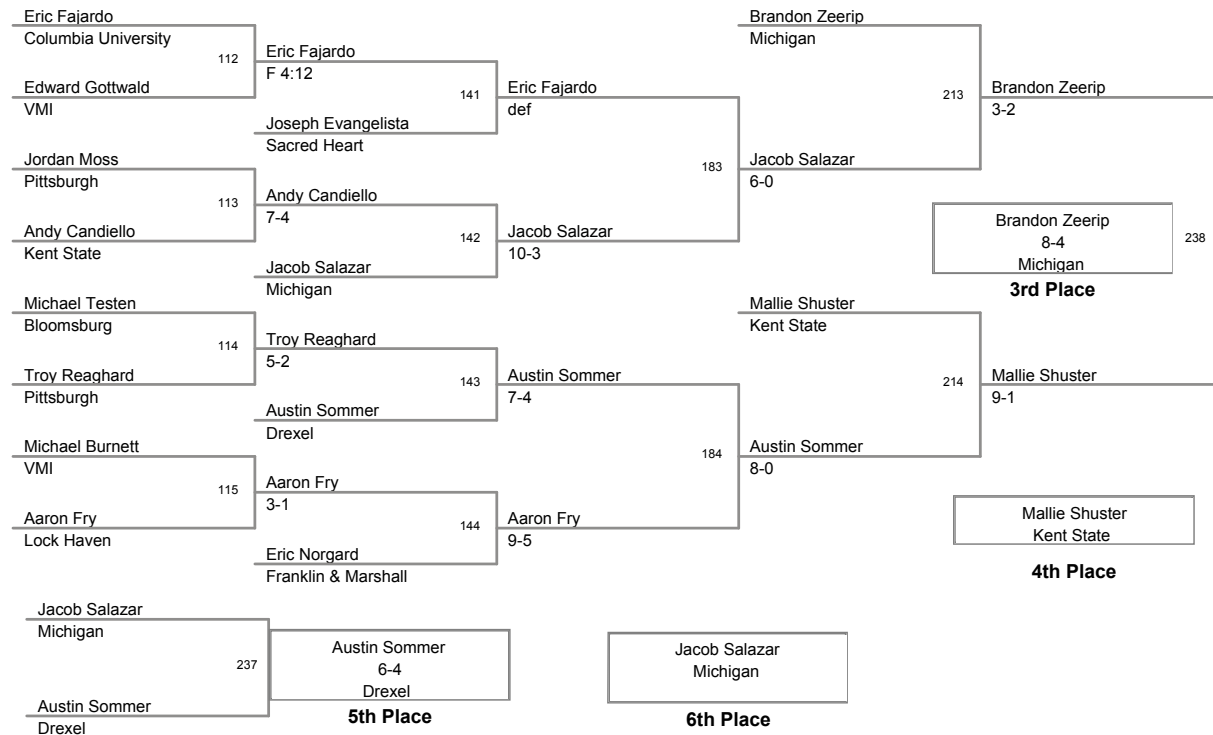 Eric Fajardo
Columbia University
112
Edward Gottwald
VMI
Jordan Moss
Pittsburgh
113
Andy Candiello
Kent State
Michael Testen
Bloomsburg
114
Troy Reaghard
Pittsburgh
Michael Burnett
VMI
115
Aaron Fry
Lock Haven
Eric Fajardo
F 4:12
141
Joseph Evangelista
Sacred Heart
Andy Candiello
7-4
142
Jacob Salazar
Michigan
Troy Reaghard
5-2
143
Austin Sommer
Drexel
Aaron Fry
3-1
144
Eric Norgard
Franklin & Marshall
Eric Fajardo
def
183
Jacob Salazar
10-3
Austin Sommer
7-4
184
Aaron Fry
9-5
Brandon Zeerip
Michigan
213
Jacob Salazar
6-0
Mallie Shuster
Kent State
214
Austin Sommer
8-0
Brandon Zeerip
3-2
Brandon Zeerip
8-4
Michigan
238
3rd Place
Mallie Shuster
9-1
Mallie Shuster
Kent State
4th Place
Jacob Salazar
Michigan
237
Austin Sommer
Drexel
Austin Sommer
6-4
Drexel
5th Place
Jacob Salazar
Michigan
6th Place